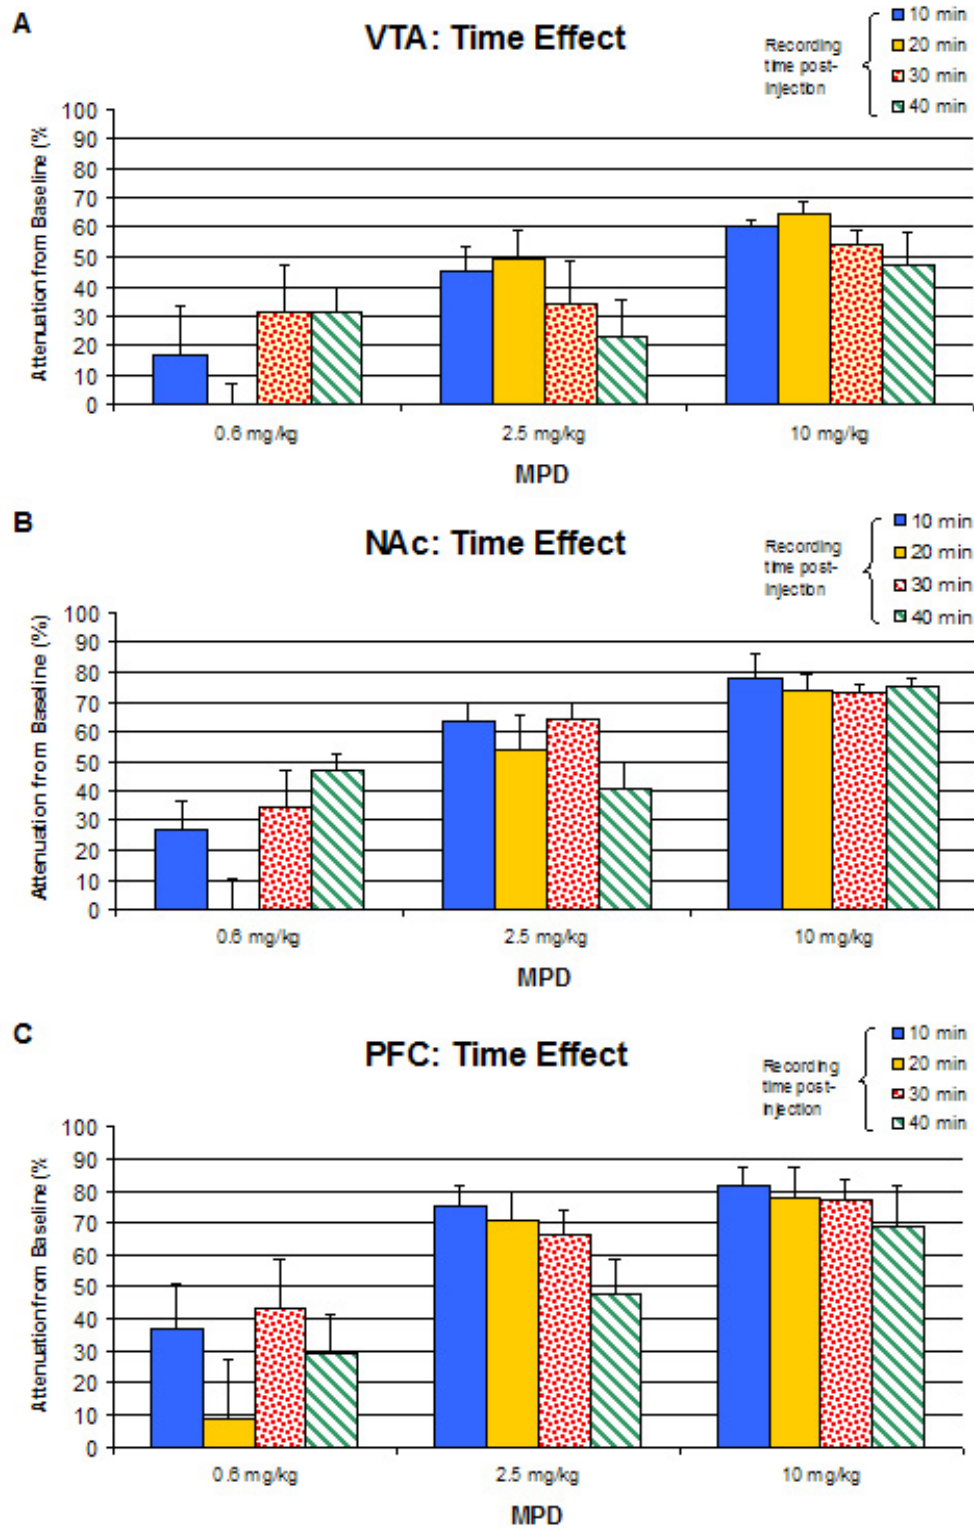 A
VTA: Time Effect
Recording
time post-
injection
10 min
20 min
30 min
40 min
Attenuation from Baseline (%
100
90
80
70
60
50
40
30
20
10
0
0.6 mg/kg
2.5 mg/kg
10 mg/kg
MPD
B
NAc: Time Effect
Recording
time post-
injection
10 min
20 min
30 min
40 min
Attenuation from Baseline (%)
100
90
80
70
60
50
40
30
20
10
0
0.6 mg/kg
2.5 mg/kg
10 mg/kg
MPD
C
PFC: Time Effect
Recording
time post-
injection
10 min
20 min
30 min
40 min
Attenuation from Baseline (%
100
90
80
70
60
50
40
30
20
10
0
0.6 mg/kg
2.5 mg/kg
10 mg/kg
MPD